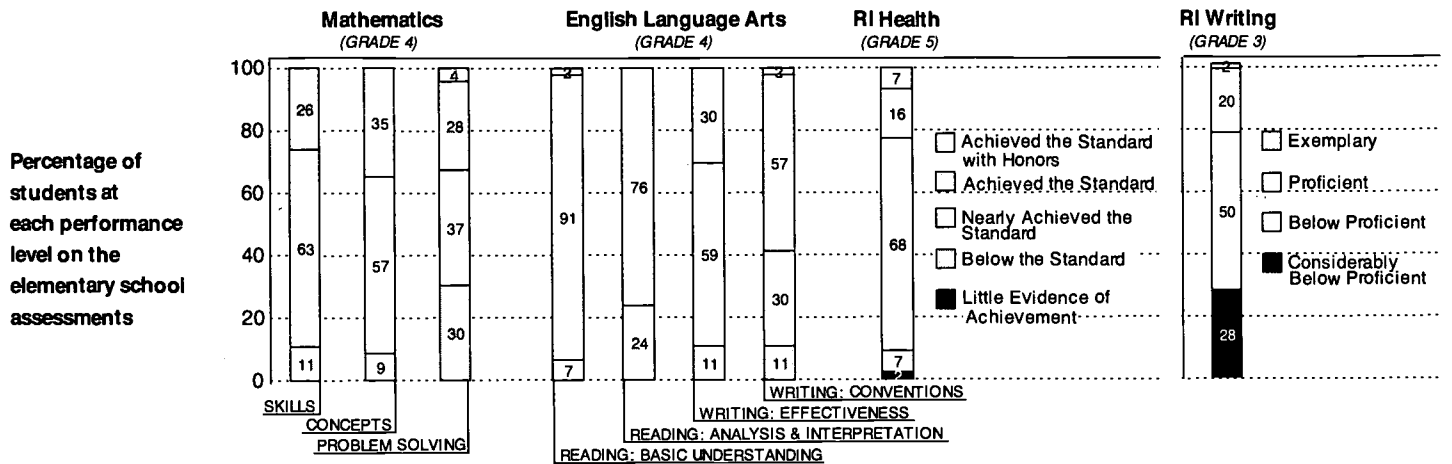 Mathematics
(GRADE 4)
English Language Arts
(GRADE 4)
RI Health
(GRADE 5)
RI Writing
(GRADE 3)
Percentage of
students at
each performance
level on the
elementary school
assessments
100
80
60
40
20
0
26
63
11
35
57
9
4
28
37
30
2
91
7
76
24
30
59
11
2
57
30
11
7
16
68
7
2
Achieved the Standard
with Honors
Achieved the Standard
Nearly Achieved the
Standard
Below the Standard
Little Evidence of
Achievement
2
20
50
28
Exemplary
Proficient
Below Proficient
Considerably
Below Proficient
SKILLS
CONCEPTS
PROBLEM SOLVING
WRITING: CONVENTIONS
WRITING: EFFECTIVENESS
READING: ANALYSIS & INTERPRETATION
READING: BASIC UNDERSTANDING